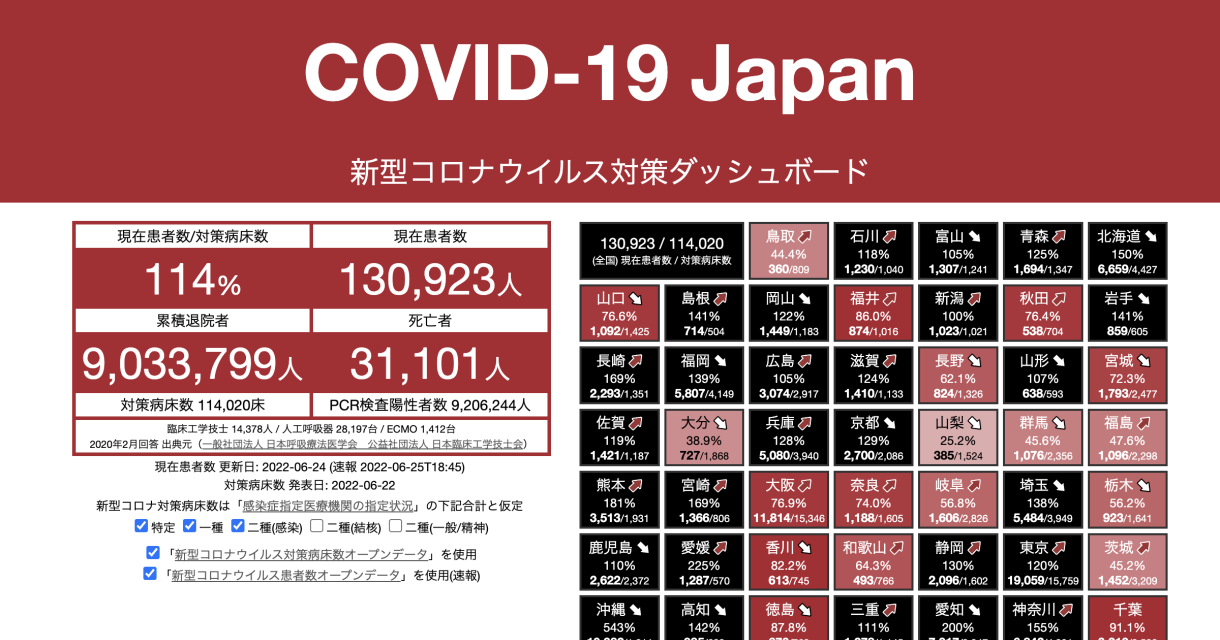 COVID-19 Japan
新型コロナウイルス対策ダッシュボード
現在患者数/対策病床数
現在患者数
114%
130,923人
累積退院者
死亡者
9,033,799人
31,101人
対策病床数 114,020床
PCR検査陽性者数 9,206,244人
臨床工学技士 14,378人 / 人工呼吸器 28,197台 / ECMO 1,412台
2020年2月回答 出典元（一般社団法人 日本呼吸療法医学会　公益社団法人 日本臨床工学技士会）
現在患者数 更新日: 2022-06-24 (速報 2022-06-25T18:45)
対策病床数 発表日: 2022-06-22
新型コロナ対策病床数は「感染症指定医療機関の指定状況」の下記合計と仮定
特定 一種 二種(感染) 二種(結核) 二種(一般/精神)
「新型コロナウイルス対策病床数オープンデータ」を使用
「新型コロナウイルス患者数オープンデータ」を使用(速報)
130,923 / 114,020
(全国) 現在患者数 / 対策病床数
鳥取
44.4%
360/809
石川
118%
1,230/1,040
富山
105%
1,307/1,241
青森
125%
1,694/1,347
北海道
150%
6,659/4,427
山口
76.6%
1,092/1,425
島根
141%
714/504
岡山
122%
1,449/1,183
福井
86.0%
874/1,016
新潟
100%
1,023/1,021
秋田
76.4%
538/704
岩手
141%
859/605
長崎
169%
2,293/1,351
福岡
139%
5,807/4,149
広島
105%
3,074/2,917
滋賀
124%
1,410/1,133
長野
62.1%
824/1,326
山形
107%
638/593
宮城
72.3%
1,793/2,477
佐賀
119%
1,421/1,187
大分
38.9%
727/1,868
兵庫
128%
5,080/3,940
京都
129%
2,700/2,086
山梨
25.2%
385/1,524
群馬
45.6%
1,076/2,356
福島
47.6%
1,096/2,298
熊本
181%
3,513/1,931
宮崎
169%
1,366/806
大阪
76.9%
11,814/15,346
奈良
74.0%
1,188/1,605
岐阜
56.8%
1,606/2,826
埼玉
138%
5,484/3,949
栃木
56.2%
923/1,641
鹿児島
110%
2,622/2,372
愛媛
225%
1,287/570
香川
82.2%
613/745
和歌山
64.3%
493/766
静岡
130%
2,096/1,602
東京
120%
19,059/15,759
茨城
45.2%
1,452/3,209
沖縄
543%
高知
142%
徳島
87.8%
三重
111%
愛知
200%
神奈川
155%
千葉
91.1%